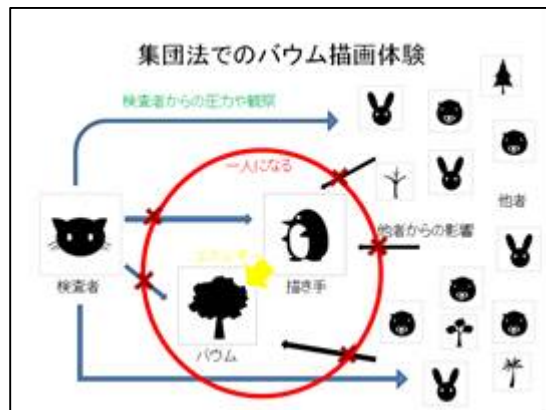 集団法でのバウム描画体験
検査者からの圧力や観察
一人になる
他者
他者からの影響
検査者
描き手
バウム